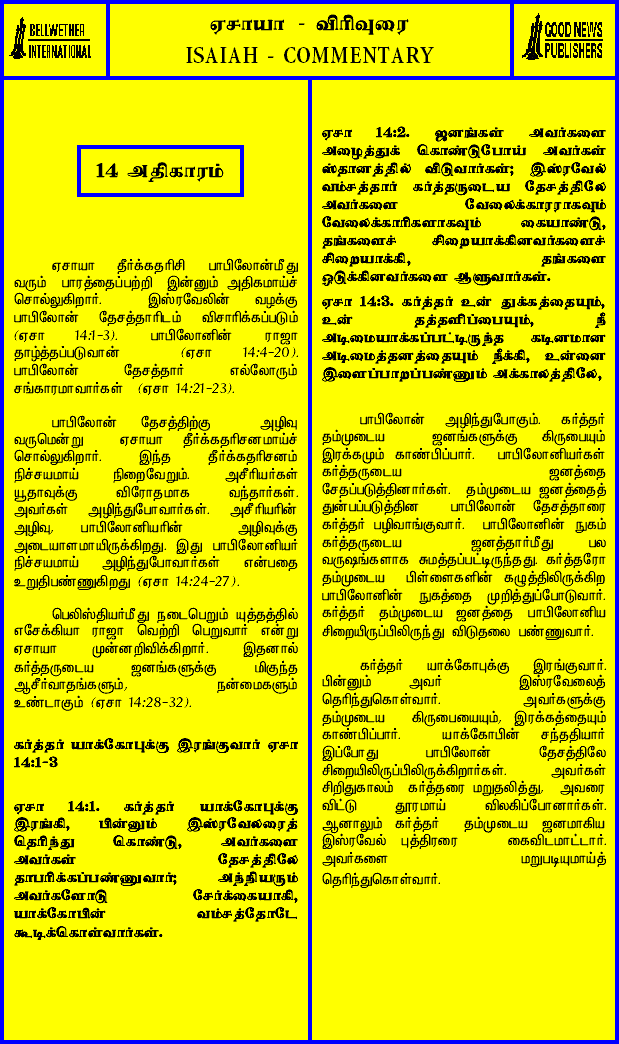 BELLWETHER
INTERNATIONAL
ஏசாயா - விரிவுரை
ISAIAH - COMMENTARY
GOOD NEWS
PUBLISHERS
14 அதிகாரம்
ஏசாயா தீர்க்கதரிசி பாபிலோன்மீது
வரும் பாரத்தைப்பற்றி இன்னும் அதிகமாய்ச்
சொல்லுகிறார். இஸ்ரவேலின் வழக்கு
பாபிலோன் தேசத்தாரிடம் விசாரிக்கப்படும்
(ஏசா 14:1-3). பாபிலோனின் ராஜா
தாழ்த்தப்படுவான் (ஏசா 14:4-20).
பாபிலோன் தேசத்தார் எல்லோரும்
சங்காரமாவார்கள் (ஏசா 14:21-23).
பாபிலோன் தேசத்திற்கு அழிவு
வருமென்று ஏசாயா தீர்க்கதரிசனமாய்ச்
சொல்லுகிறார். இந்த தீர்க்கதரிசனம்
நிச்சயமாய் நிறைவேறும். அசீரியர்கள்
யூதாவுக்கு விரோதமாக வந்தார்கள்.
அவர்கள் அழிந்துபோவார்கள். அசீரியரின்
அழிவு, பாபிலோனியரின் அழிவுக்கு
அடையாளமாயிருக்கிறது. இது பாபிலோனியர்
நிச்சயமாய் அழிந்துபோவார்கள் என்பதை
உறுதிபண்ணுகிறது (ஏசா 14:24-27).
பெலிஸ்தியர்மீது நடைபெறும் யுத்தத்தில்
எசேக்கியா ராஜா வெற்றி பெறுவார் என்று
ஏசாயா முன்னறிவிக்கிறார். இதனால்
கர்த்தருடைய ஜனங்களுக்கு மிகுந்த
ஆசீர்வாதங்களும், நன்மைகளும்
உண்டாகும் (ஏசா 14:28-32).
கர்த்தர் யாக்கோபுக்கு இரங்குவார் ஏசா
14:1-3
ஏசா 14:1. கர்த்தர் யாக்கோபுக்கு
இரங்கி, பின்னும் இஸ்ரவேலரைத்
தெரிந்து கொண்டு, அவர்களை
அவர்கள் தேசத்திலே
தாபரிக்கப்பண்ணுவார்; அந்நியரும்
அவர்களோடு சேர்க்கையாகி,
யாக்கோபின் வம்சத்தோடே
கூடிக்கொள்வார்கள்.
ஏசா 14:2. ஜனங்கள் அவர்களை
அழைத்துக் கொண்டுபோய் அவர்கள்
ஸ்தானத்தில் விடுவார்கள்; இஸ்ரவேல்
வம்சத்தார் கர்த்தருடைய தேசத்திலே
அவர்களை வேலைக்காரராகவும்
வேலைக்காரிகளாகவும் கையாண்டு,
தங்களைச் சிறையாக்கினவர்களைச்
சிறையாக்கி, தங்களை
ஒடுக்கினவர்களை ஆளுவார்கள்.
ஏசா 14:3. கர்த்தர் உன் துக்கத்தையும்,
உன் தத்தளிப்பையும், நீ
அடிமையாக்கப்பட்டிருந்த கடினமான
அடிமைத்தனத்தையும் நீக்கி, உன்னை
இளைப்பாறப்பண்ணும் அக்காலத்திலே,
பாபிலோன் அழிந்துபோகும். கர்த்தர்
தம்முடைய ஜனங்களுக்கு கிருபையும்
இரக்கமும் காண்பிப்பார். பாபிலோனியர்கள்
கர்த்தருடைய ஜனத்தை
சேதப்படுத்தினார்கள். தம்முடைய ஜனத்தைத்
துன்பப்படுத்தின பாபிலோன் தேசத்தாரை
கர்த்தர் பழிவாங்குவார். பாபிலோனின் நுகம்
கர்த்தருடைய ஜனத்தார்மீது பல
வருஷங்களாக சுமத்தப்பட்டிருந்தது. கர்த்தரோ
தம்முடைய பிள்ளைகளின் கழுத்திலிருக்கிற
பாபிலோனின் நுகத்தை முறித்துப்போடுவார்.
கர்த்தர் தம்முடைய ஜனத்தை பாபிலோனிய
சிறையிருப்பிலிருந்து விடுதலை பண்ணுவார்.
கர்த்தர் யாக்கோபுக்கு இரங்குவார்.
பின்னும் அவர் இஸ்ரவேலைத்
தெரிந்துகொள்வார். அவர்களுக்கு
தம்முடைய கிருபையையும், இரக்கத்தையும்
காண்பிப்பார். யாக்கோபின் சந்ததியார்
இப்போது பாபிலோன் தேசத்திலே
சிறையிலிருப்பிலிருக்கிறார்கள். அவர்கள்
சிறிதுகாலம் கர்த்தரை மறுதலித்து, அவரை
விட்டு தூரமாய் விலகிப்போனார்கள்.
ஆனாலும் கர்த்தர் தம்முடைய ஜனமாகிய
இஸ்ரவேல் புத்திரரை கைவிடமாட்டார்.
அவர்களை மறுபடியுமாய்த்
தெரிந்துகொள்வார்.